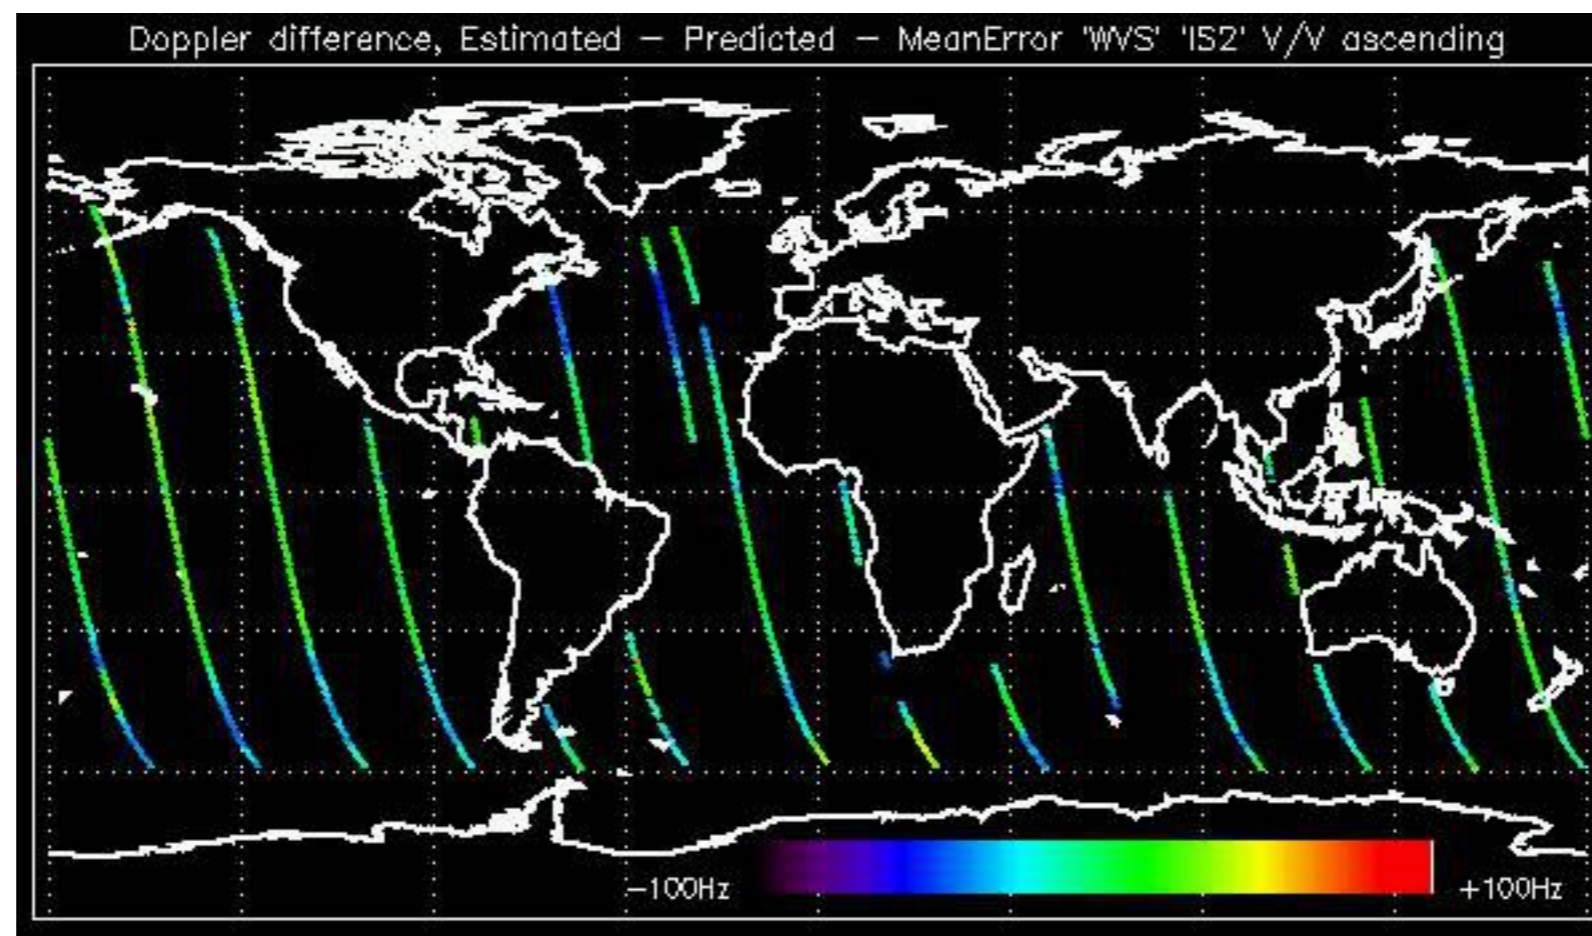 Doppler difference, Estimated – Predicted – MeanError 'WVS' 'IS2' V/V ascending
–100Hz
+100Hz